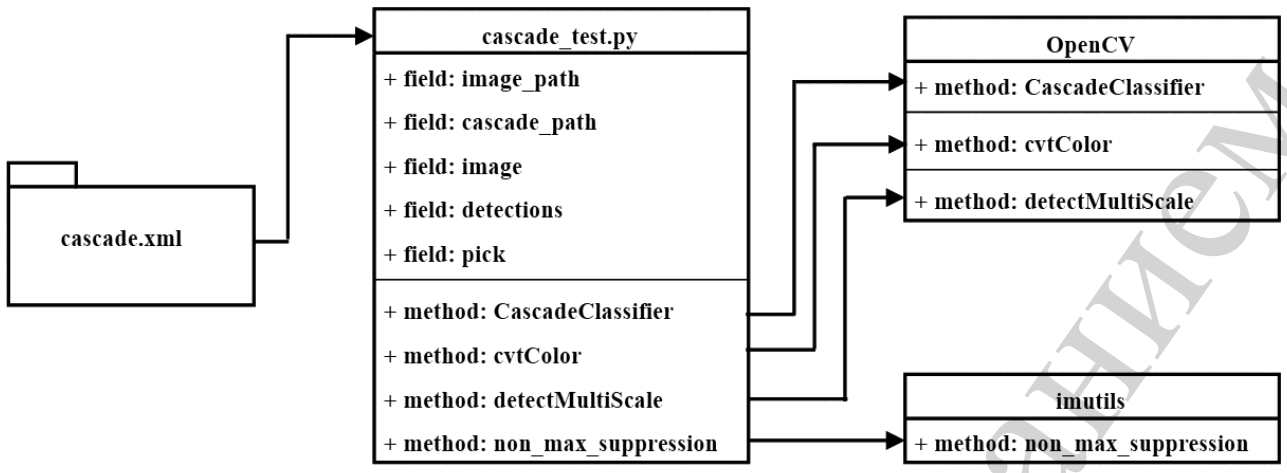 cascade.xml
cascade_test.py
+ field: image_path
+ field: cascade_path
+ field: image
+ field: detections
+ field: pick
+ method: CascadeClassifier
+ method: cvtColor
+ method: detectMultiScale
+ method: non_max_suppression
OpenCV
+ method: CascadeClassifier
+ method: cvtColor
+ method: detectMultiScale
imutils
+ method: non_max_suppression